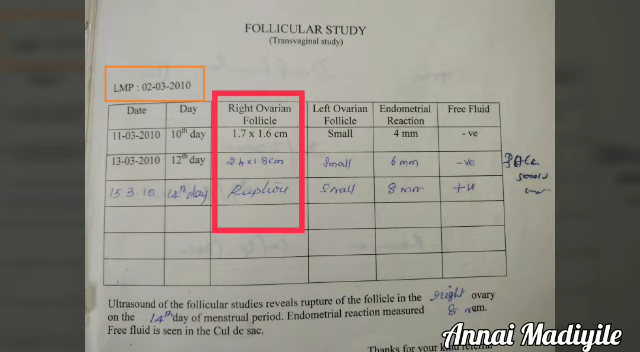 FOLLICULAR STUDY
(Transvaginal study)
LMP : 02-03-2010
Date Day Right Ovarian Follicle Left Ovarian Follicle Endometrial Reaction Free Fluid
11-03-2010 10th day 1.7 x 1.6 cm Small 4 mm - ve
13-03-2010 12th day 2.4 x 1.8 cm Small 6 mm -ve
15.3.10 14th day Rupture Small 8 mm +ve
Ultrasound of the follicular studies reveals rupture of the follicle in the right ovary
on the 14th day of menstrual period. Endometrial reaction measured 8 mm.
Free fluid is seen in the Cul de sac.
Thanks for your kind referral
Annai Madiyile